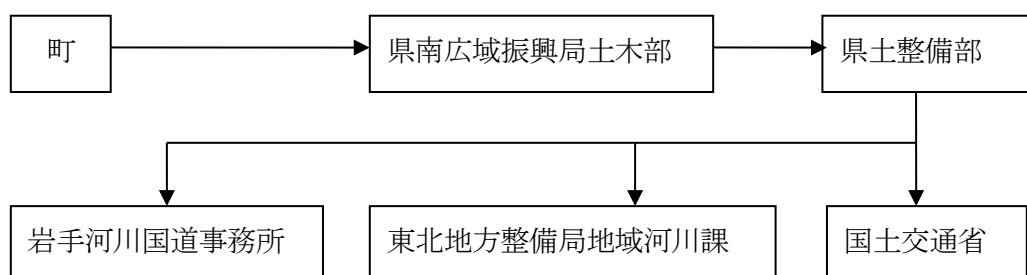 町
県南広域振興局土木部
県土整備部
岩手河川国道事務所
東北地方整備局地域河川課
国土交通省